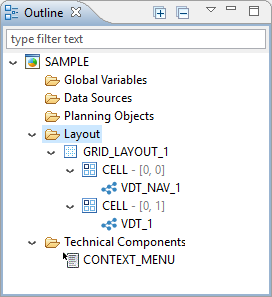 Outline
type filter text
SAMPLE
Global Variables
Data Sources
Planning Objects
Layout
GRID_LAYOUT_1
CELL - [0, 0]
VDT_NAV_1
CELL - [0, 1]
VDT_1
Technical Components
CONTEXT_MENU